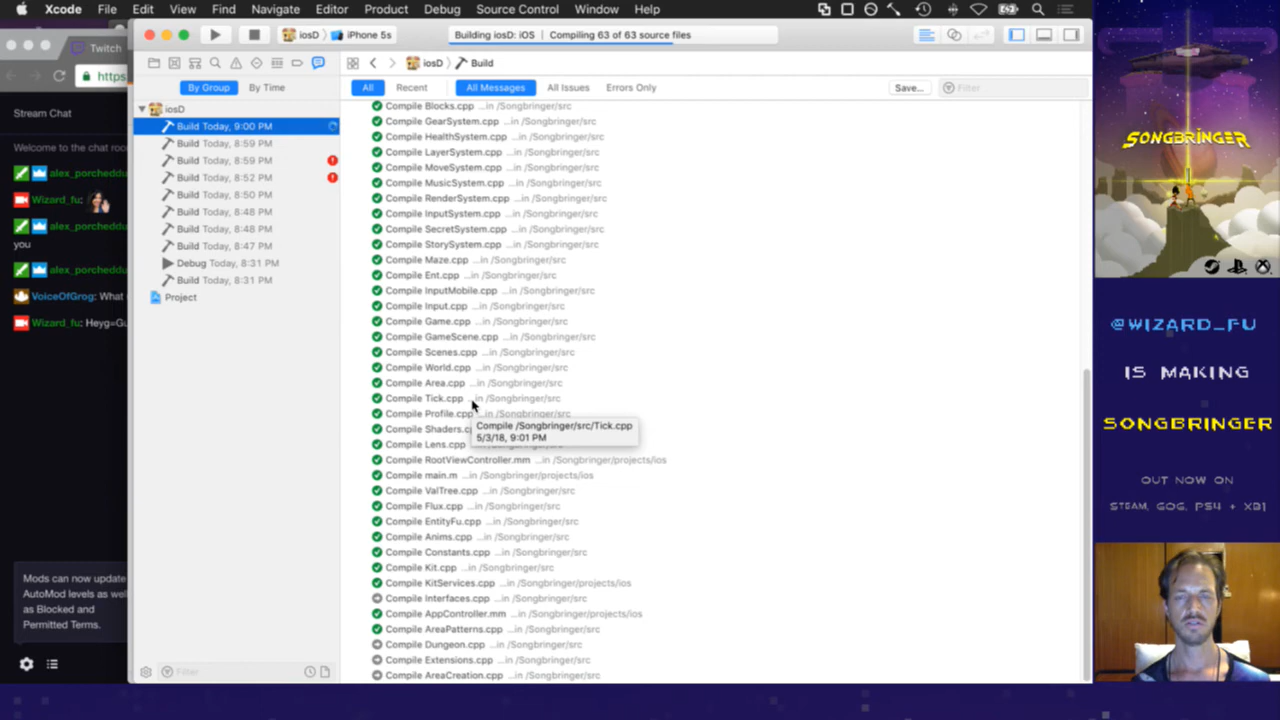 Xcode File Edit View Find Navigate Editor Product Debug Source Control Window Help
iosD iPhone 5s
Building iosD: iOS | Compiling 63 of 63 source files
Twitch
https
iosD Build
By Group By Time
All Recent All Messages All Issues Errors Only Save... Filter
Stream Chat
Welcome to the chat roo
alex_porcheddu
Wizard_fu:
alex_porcheddu
you
alex_porcheddu
VoiceOfGrog: What
Wizard_fu: Heyg=Gu
Mods can now update
AutoMod levels as well
as Blocked and
Permitted Terms.
iosD
Build Today, 9:00 PM
Build Today, 8:59 PM
Build Today, 8:59 PM
Build Today, 8:52 PM
Build Today, 8:50 PM
Build Today, 8:48 PM
Build Today, 8:48 PM
Build Today, 8:47 PM
Debug Today, 8:31 PM
Build Today, 8:31 PM
Project
Filter
Compile Blocks.cpp ...in /Songbringer/src
Compile GearSystem.cpp ...in /Songbringer/src
Compile HealthSystem.cpp ...in /Songbringer/src
Compile LayerSystem.cpp ...in /Songbringer/src
Compile MoveSystem.cpp ...in /Songbringer/src
Compile MusicSystem.cpp ...in /Songbringer/src
Compile RenderSystem.cpp ...in /Songbringer/src
Compile InputSystem.cpp ...in /Songbringer/src
Compile SecretSystem.cpp ...in /Songbringer/src
Compile StorySystem.cpp ...in /Songbringer/src
Compile Maze.cpp ...in /Songbringer/src
Compile Ent.cpp ...in /Songbringer/src
Compile InputMobile.cpp ...in /Songbringer/src
Compile Input.cpp ...in /Songbringer/src
Compile Game.cpp ...in /Songbringer/src
Compile GameScene.cpp ...in /Songbringer/src
Compile Scenes.cpp ...in /Songbringer/src
Compile World.cpp ...in /Songbringer/src
Compile Area.cpp ...in /Songbringer/src
Compile Tick.cpp ...in /Songbringer/src
Compile Profile.cpp ...in /Songbringer/src
Compile Shaders.cp
Compile Lens.cpp
Compile /Songbringer/src/Tick.cpp
5/3/18, 9:01 PM
Compile RootViewController.mm ...in /Songbringer/projects/ios
Compile main.m ...in /Songbringer/projects/ios
Compile ValTree.cpp ...in /Songbringer/src
Compile Flux.cpp ...in /Songbringer/src
Compile EntityFu.cpp ...in /Songbringer/src
Compile Anims.cpp ...in /Songbringer/src
Compile Constants.cpp ...in /Songbringer/src
Compile Kit.cpp ...in /Songbringer/src
Compile KitServices.cpp ...in /Songbringer/projects/ios
Compile Interfaces.cpp ...in /Songbringer/src
Compile AppController.mm ...in /Songbringer/projects/ios
Compile AreaPatterns.cpp ...in /Songbringer/src
Compile Dungeon.cpp ...in /Songbringer/src
Compile Extensions.cpp ...in /Songbringer/src
Compile AreaCreation.cpp ...in /Songbringer/src
SONGBRINGER
@WIZARD_FU
IS MAKING
SONGBRINGER
OUT NOW ON
STEAM, GOG, PS4 + XB1